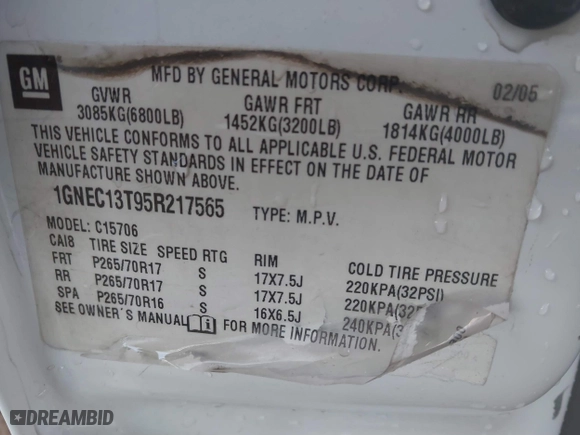 GM
MFD BY GENERAL MOTORS CORP.
02/05
GVWR GAWR FRT GAWR RR
3085KG(6800LB) 1452KG(3200LB) 1814KG(4000LB)
THIS VEHICLE CONFORMS TO ALL APPLICABLE U.S. FEDERAL MOTOR
VEHICLE SAFETY STANDARDS IN EFFECT ON THE DATE OF
MANUFACTURE SHOWN ABOVE.
1GNEC13T95R217565 TYPE: M.P.V.
MODEL: C15706
CAI8 TIRE SIZE SPEED RTG RIM COLD TIRE PRESSURE
FRT P265/70R17 S 17X7.5J 220KPA(32PSI)
RR P265/70R17 S 17X7.5J 220KPA(32
SPA P265/70R16 S 16X6.5J 240KPA(3
SEE OWNER'S MANUAL FOR MORE INFORMATION.
DREAMBID